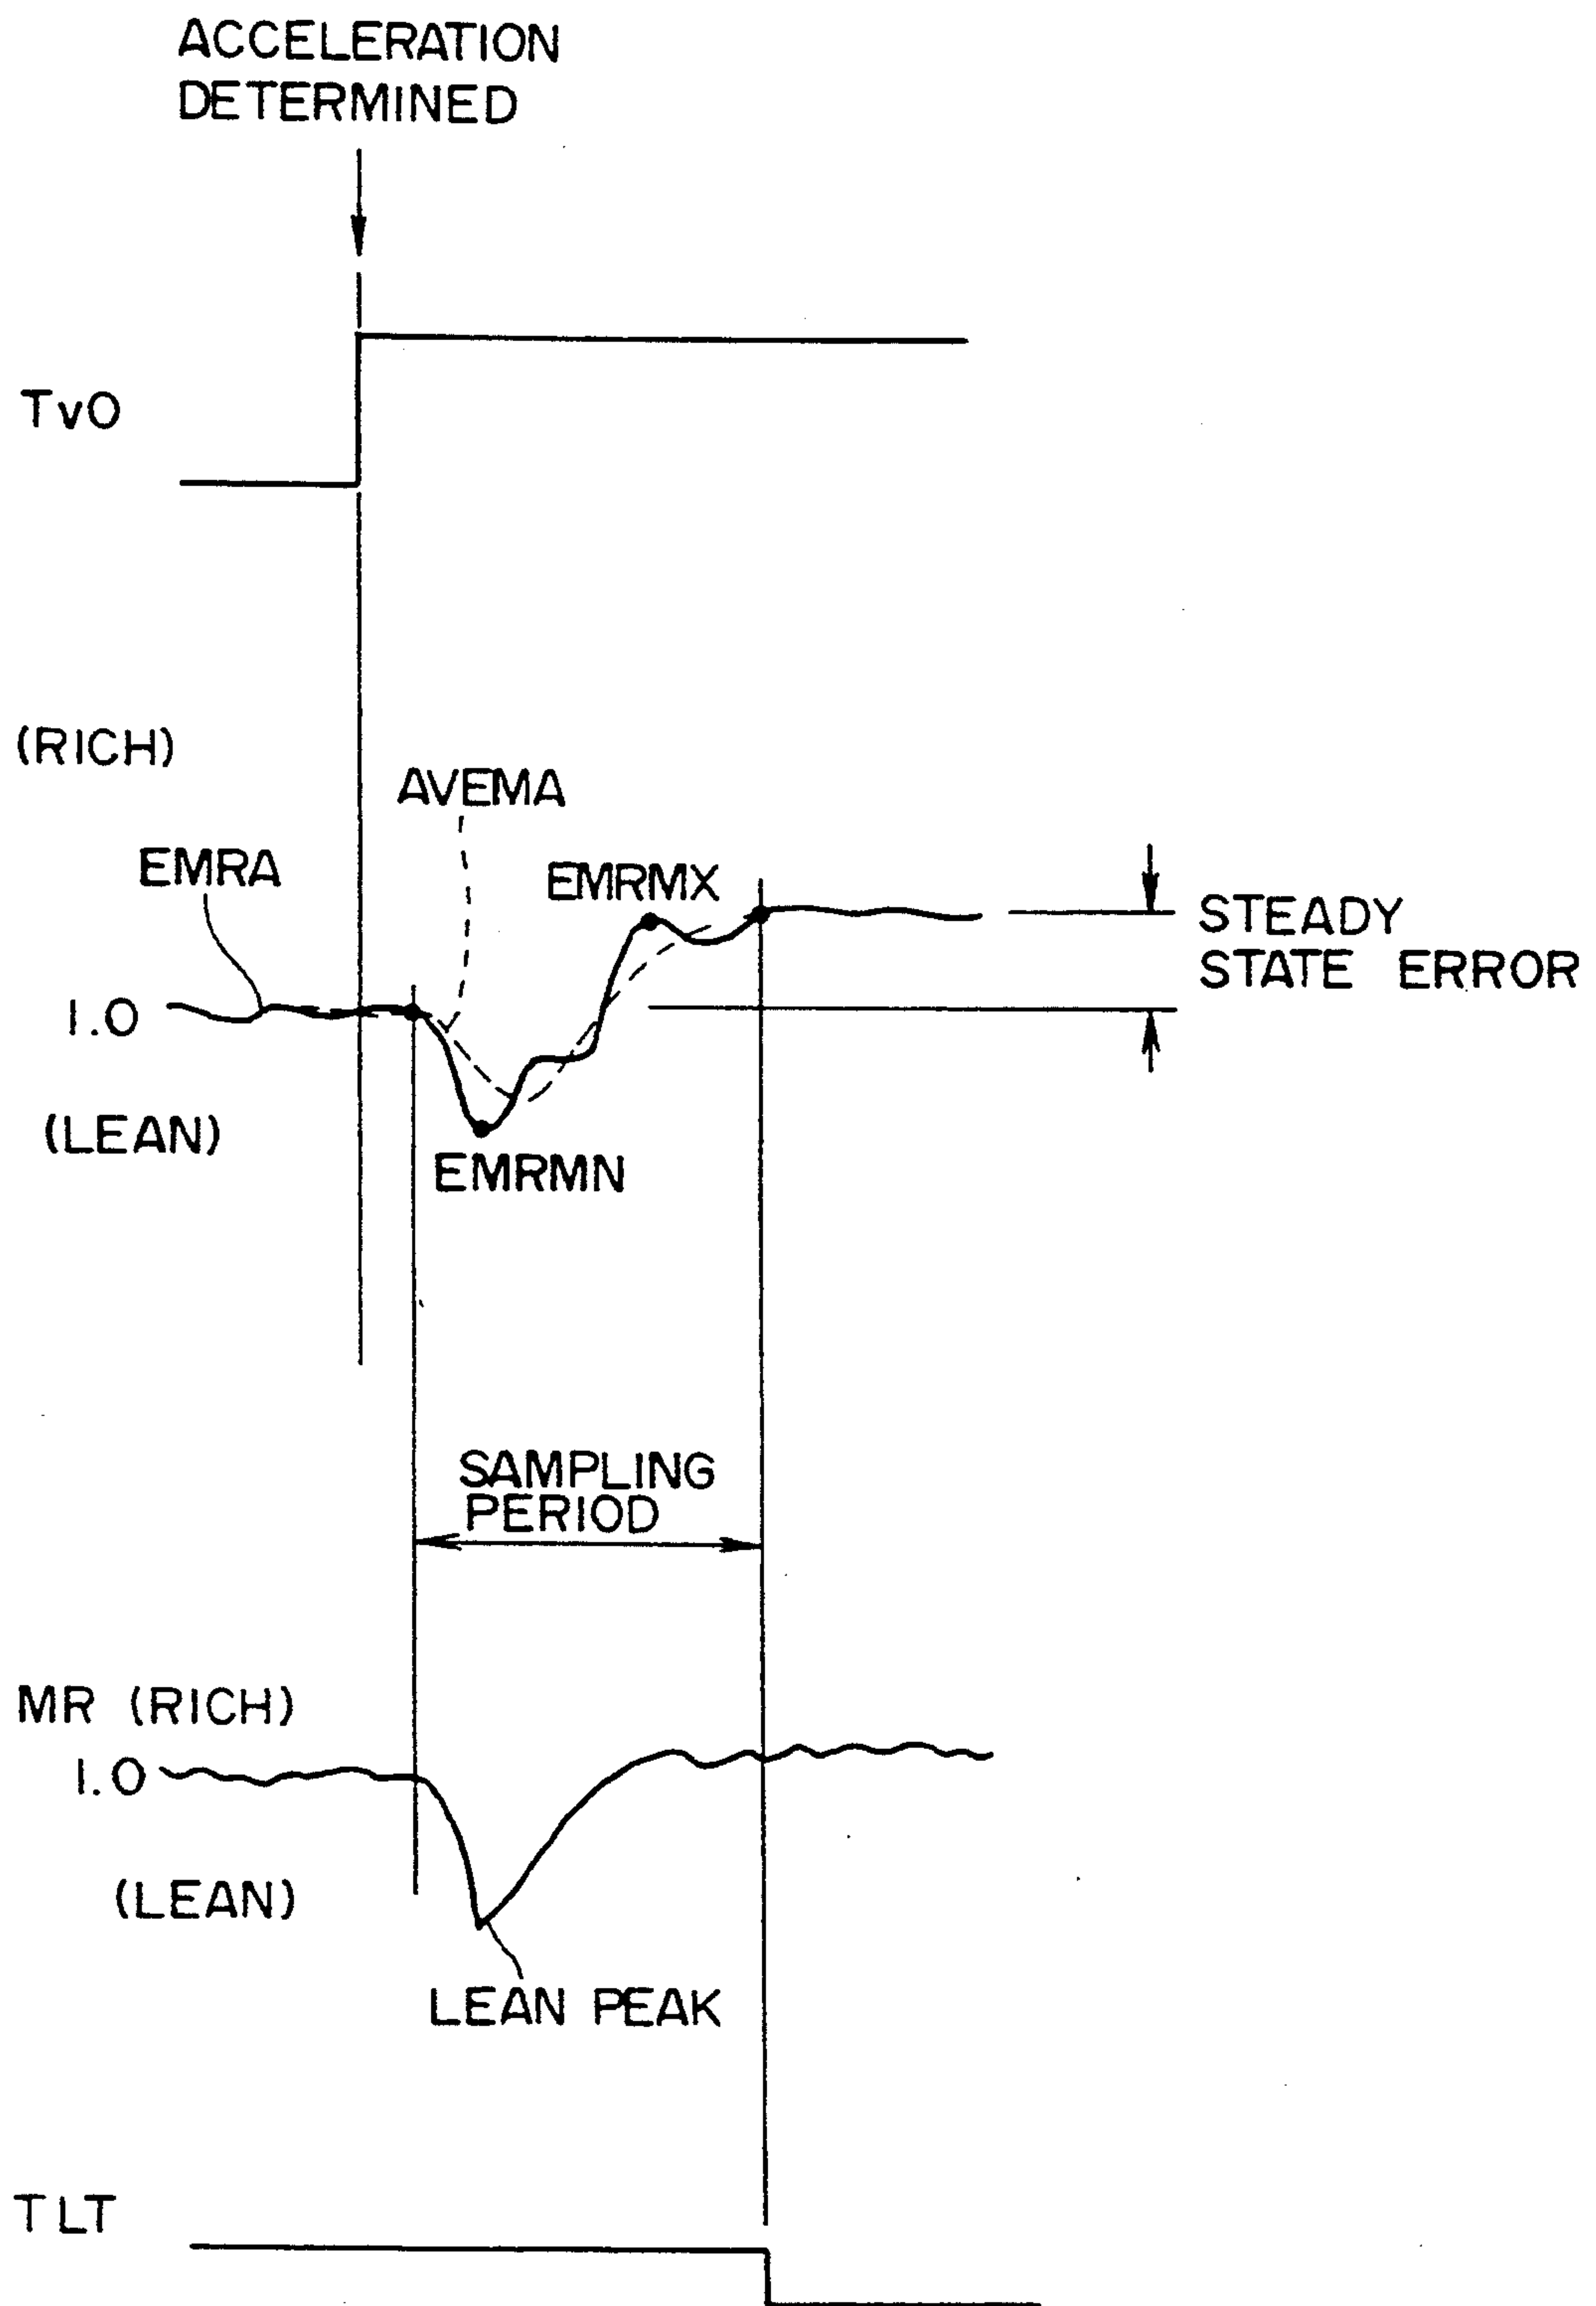 ACCELERATION
DETERMINED
TvO
(RICH)
AVEMA
EMRA
EMRMX
STEADY
STATE ERROR
1.0
(LEAN)
EMRMN
SAMPLING
PERIOD
MR (RICH)
1.0
(LEAN)
LEAN PEAK
TLT